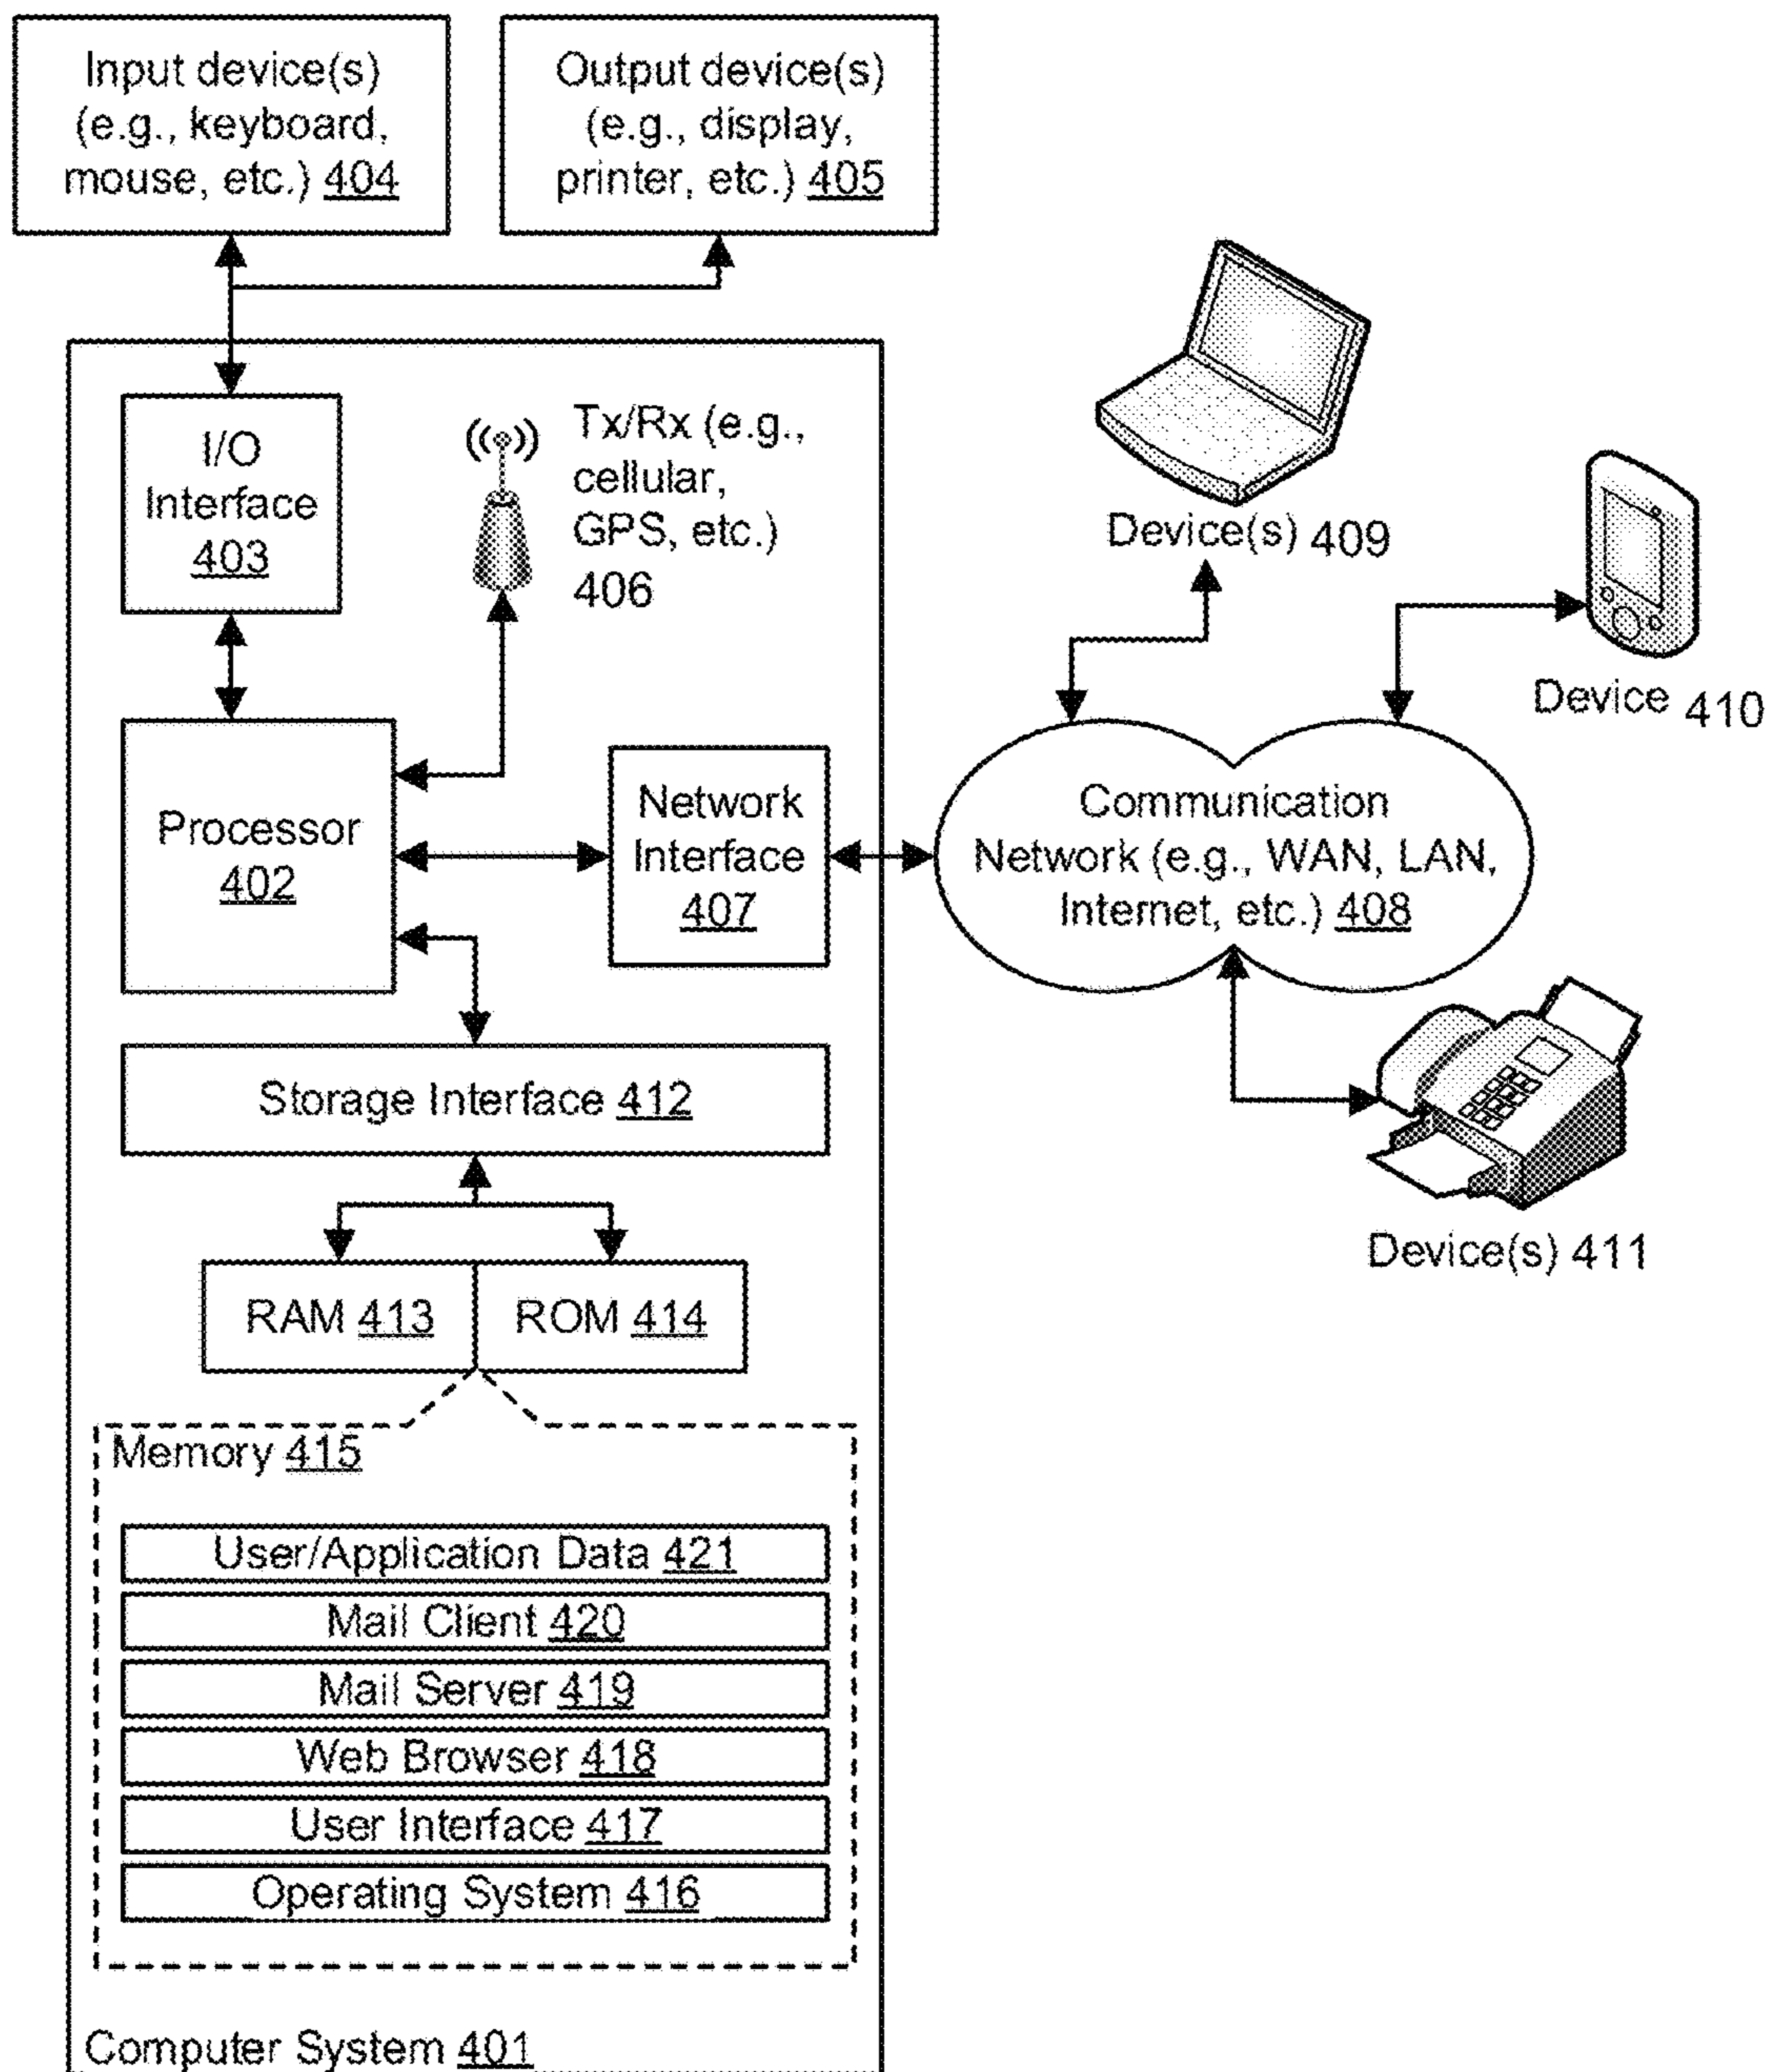 Input device(s)
(e.g., keyboard,
mouse, etc.) 404
Output device(s)
(e.g., display,
printer, etc.) 405
I/O
Interface
403
Tx/Rx (e.g.,
cellular,
GPS, etc.)
406
Device(s) 409
Device 410
Processor
402
Network
Interface
407
Communication
Network (e.g., WAN, LAN,
Internet, etc.) 408
Storage Interface 412
Device(s) 411
RAM 413
ROM 414
Memory 415
User/Application Data 421
Mail Client 420
Mail Server 419
Web Browser 418
User Interface 417
Operating System 416
Computer System 401